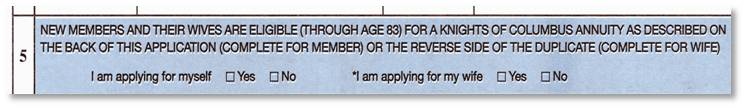 NEW MEMBERS AND THEIR WIVES ARE ELIGIBLE (THROUGH AGE 83) FOR A KNIGHTS OF COLUMBUS ANNUITY AS DESCRIBED ON
5 THE BACK OF THIS APPLICATION (COMPLETE FOR MEMBER) OR THE REVERSE SIDE OF THE DUPLICATE (COMPLETE FOR WIFE)
I am applying for myself ☐ Yes ☐ No *I am applying for my wife ☐ Yes ☐ No